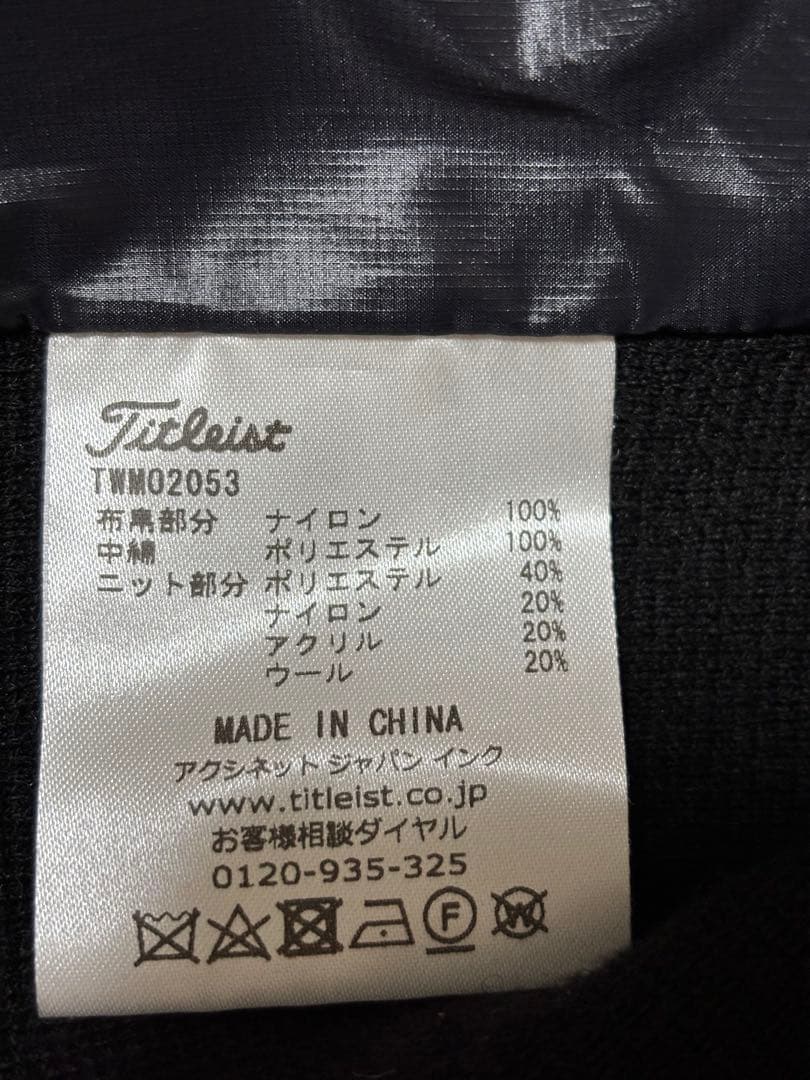 Titleist
TWMO2053
布帛部分 ナイロン 100%
中綿 ポリエステル 100%
ニット部分 ポリエステル 40%
ナイロン 20%
アクリル 20%
ウール 20%
MADE IN CHINA
アクシネット ジャパン インク
www.titleist.co.jp
お客様相談ダイヤル
0120-935-325
F W